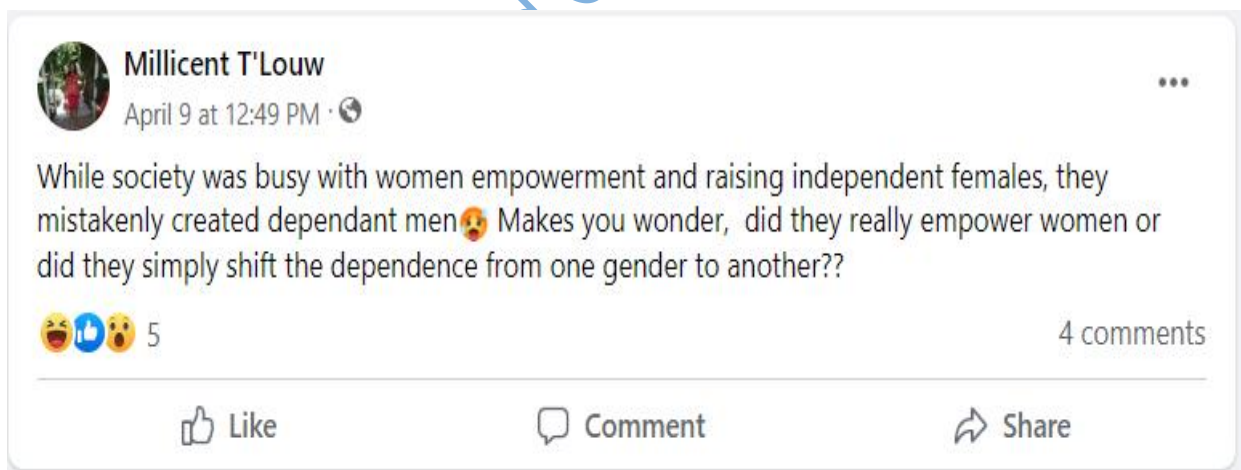 Millicent T'Louw
April 9 at 12:49 PM ·
While society was busy with women empowerment and raising independent females, they
mistakenly created dependant men🥵 Makes you wonder, did they really empower women or
did they simply shift the dependence from one gender to another??
5
4 comments
Like
Comment
Share